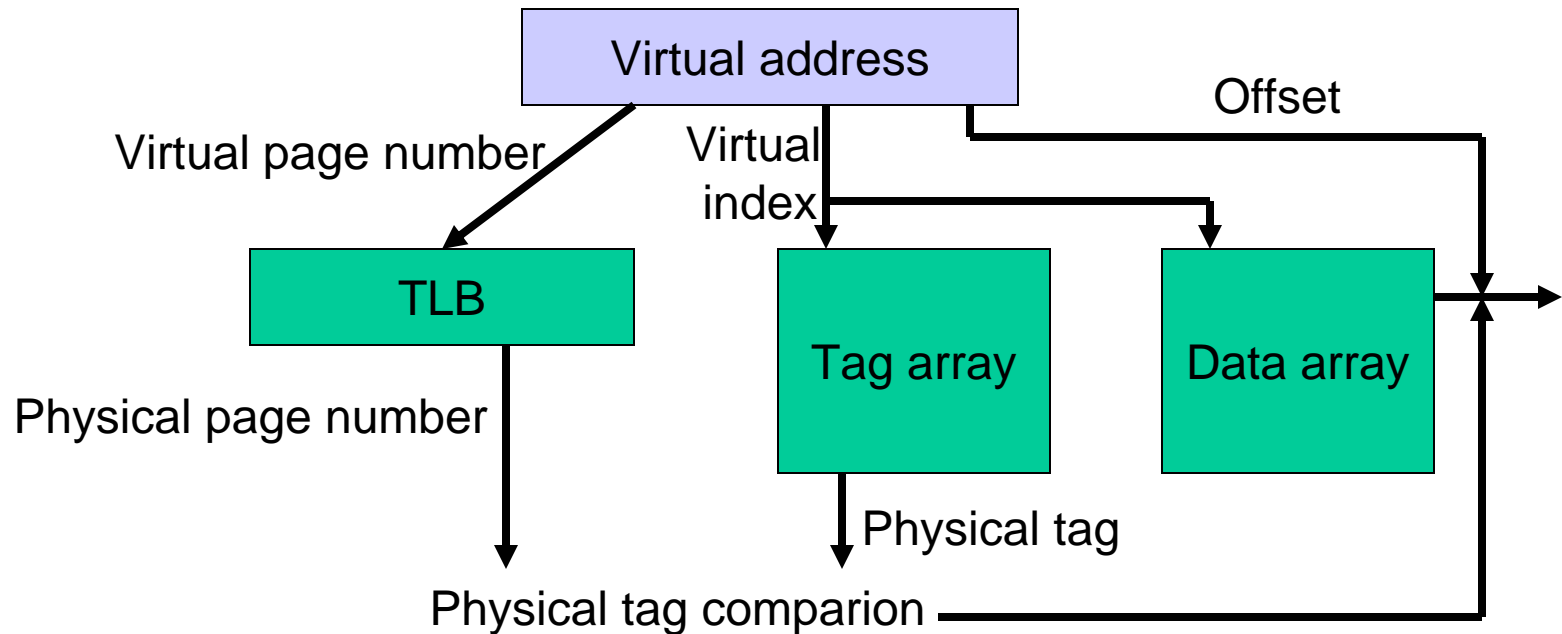 Virtual address
Offset
Virtual page number
Virtual
index
TLB
Tag array
Data array
Physical page number
Physical tag
Physical tag comparion